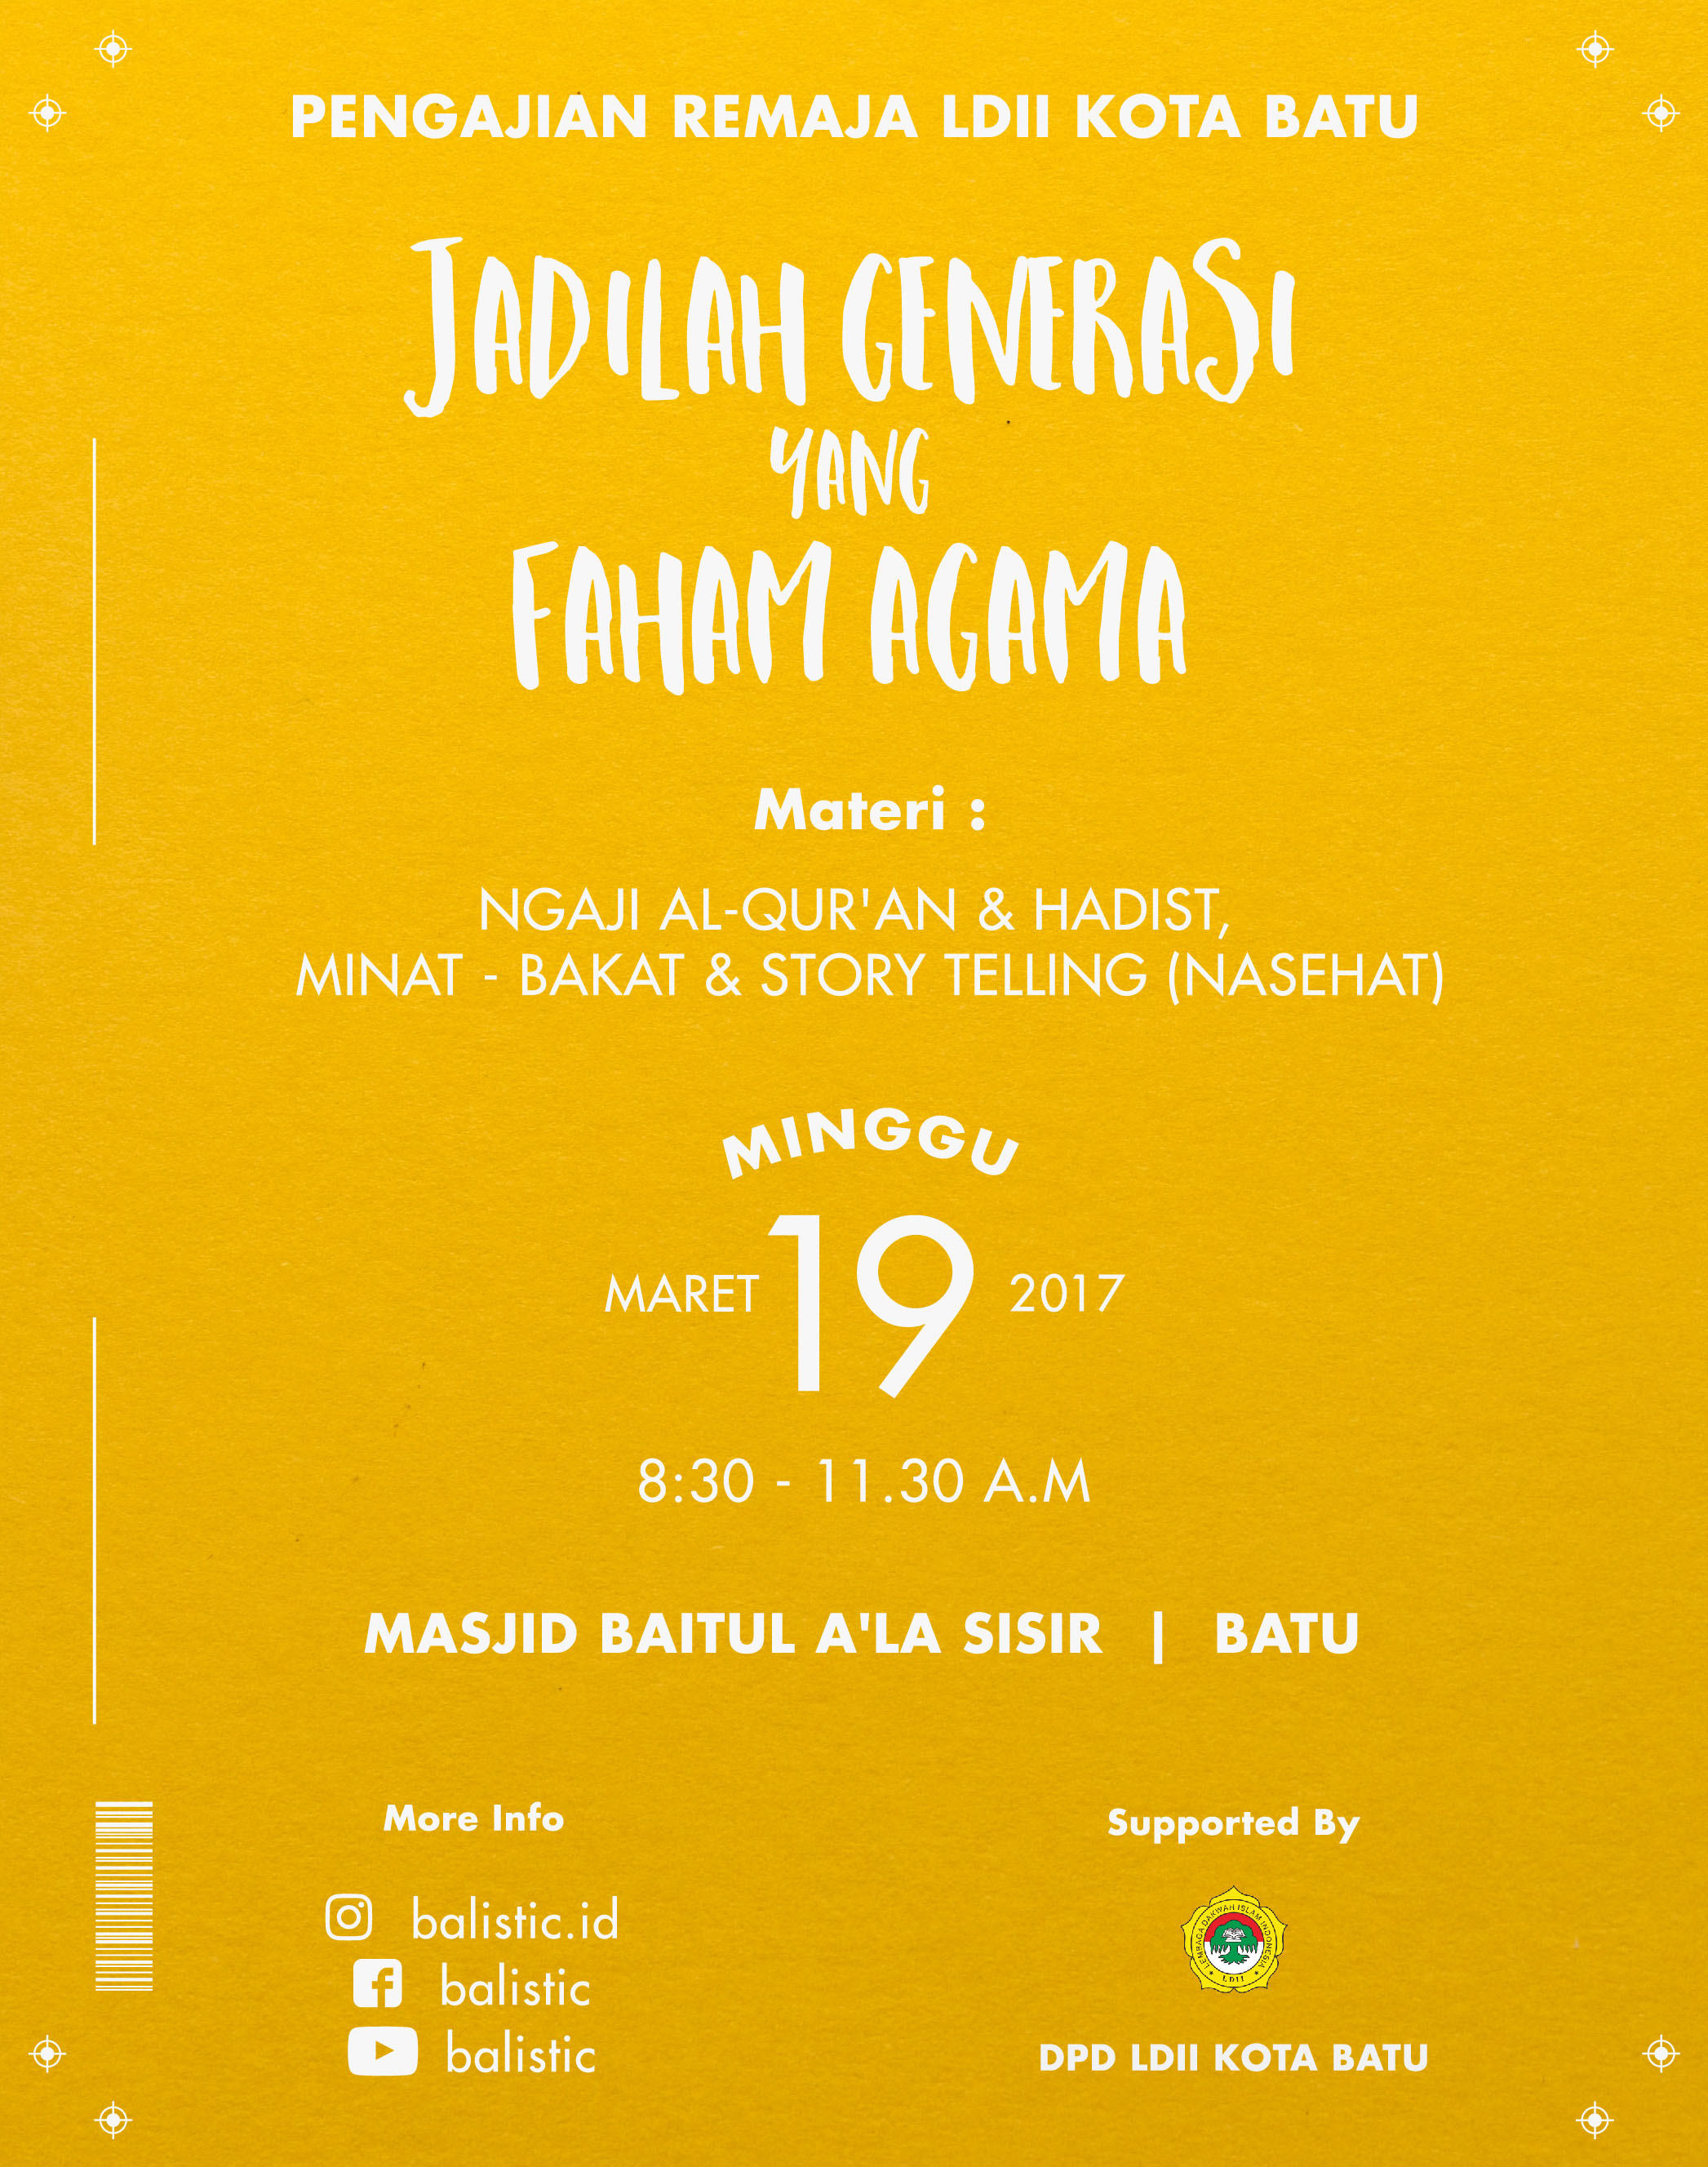 PENGAJIAN REMAJA LDII KOTA BATU
JADILAH GENERASI
YANG
FAHAM AGAMA
Materi :
NGAJI AL-QUR'AN & HADIST,
MINAT - BAKAT & STORY TELLING (NASEHAT)
MINGGU
MARET 19 2017
8:30 - 11.30 A.M
MASJID BAITUL A'LA SISIR | BATU
More Info
balistic.id
balistic
balistic
Supported By
LEMBAGA DAKWAH ISLAM INDONESIA
LDII
DPD LDII KOTA BATU